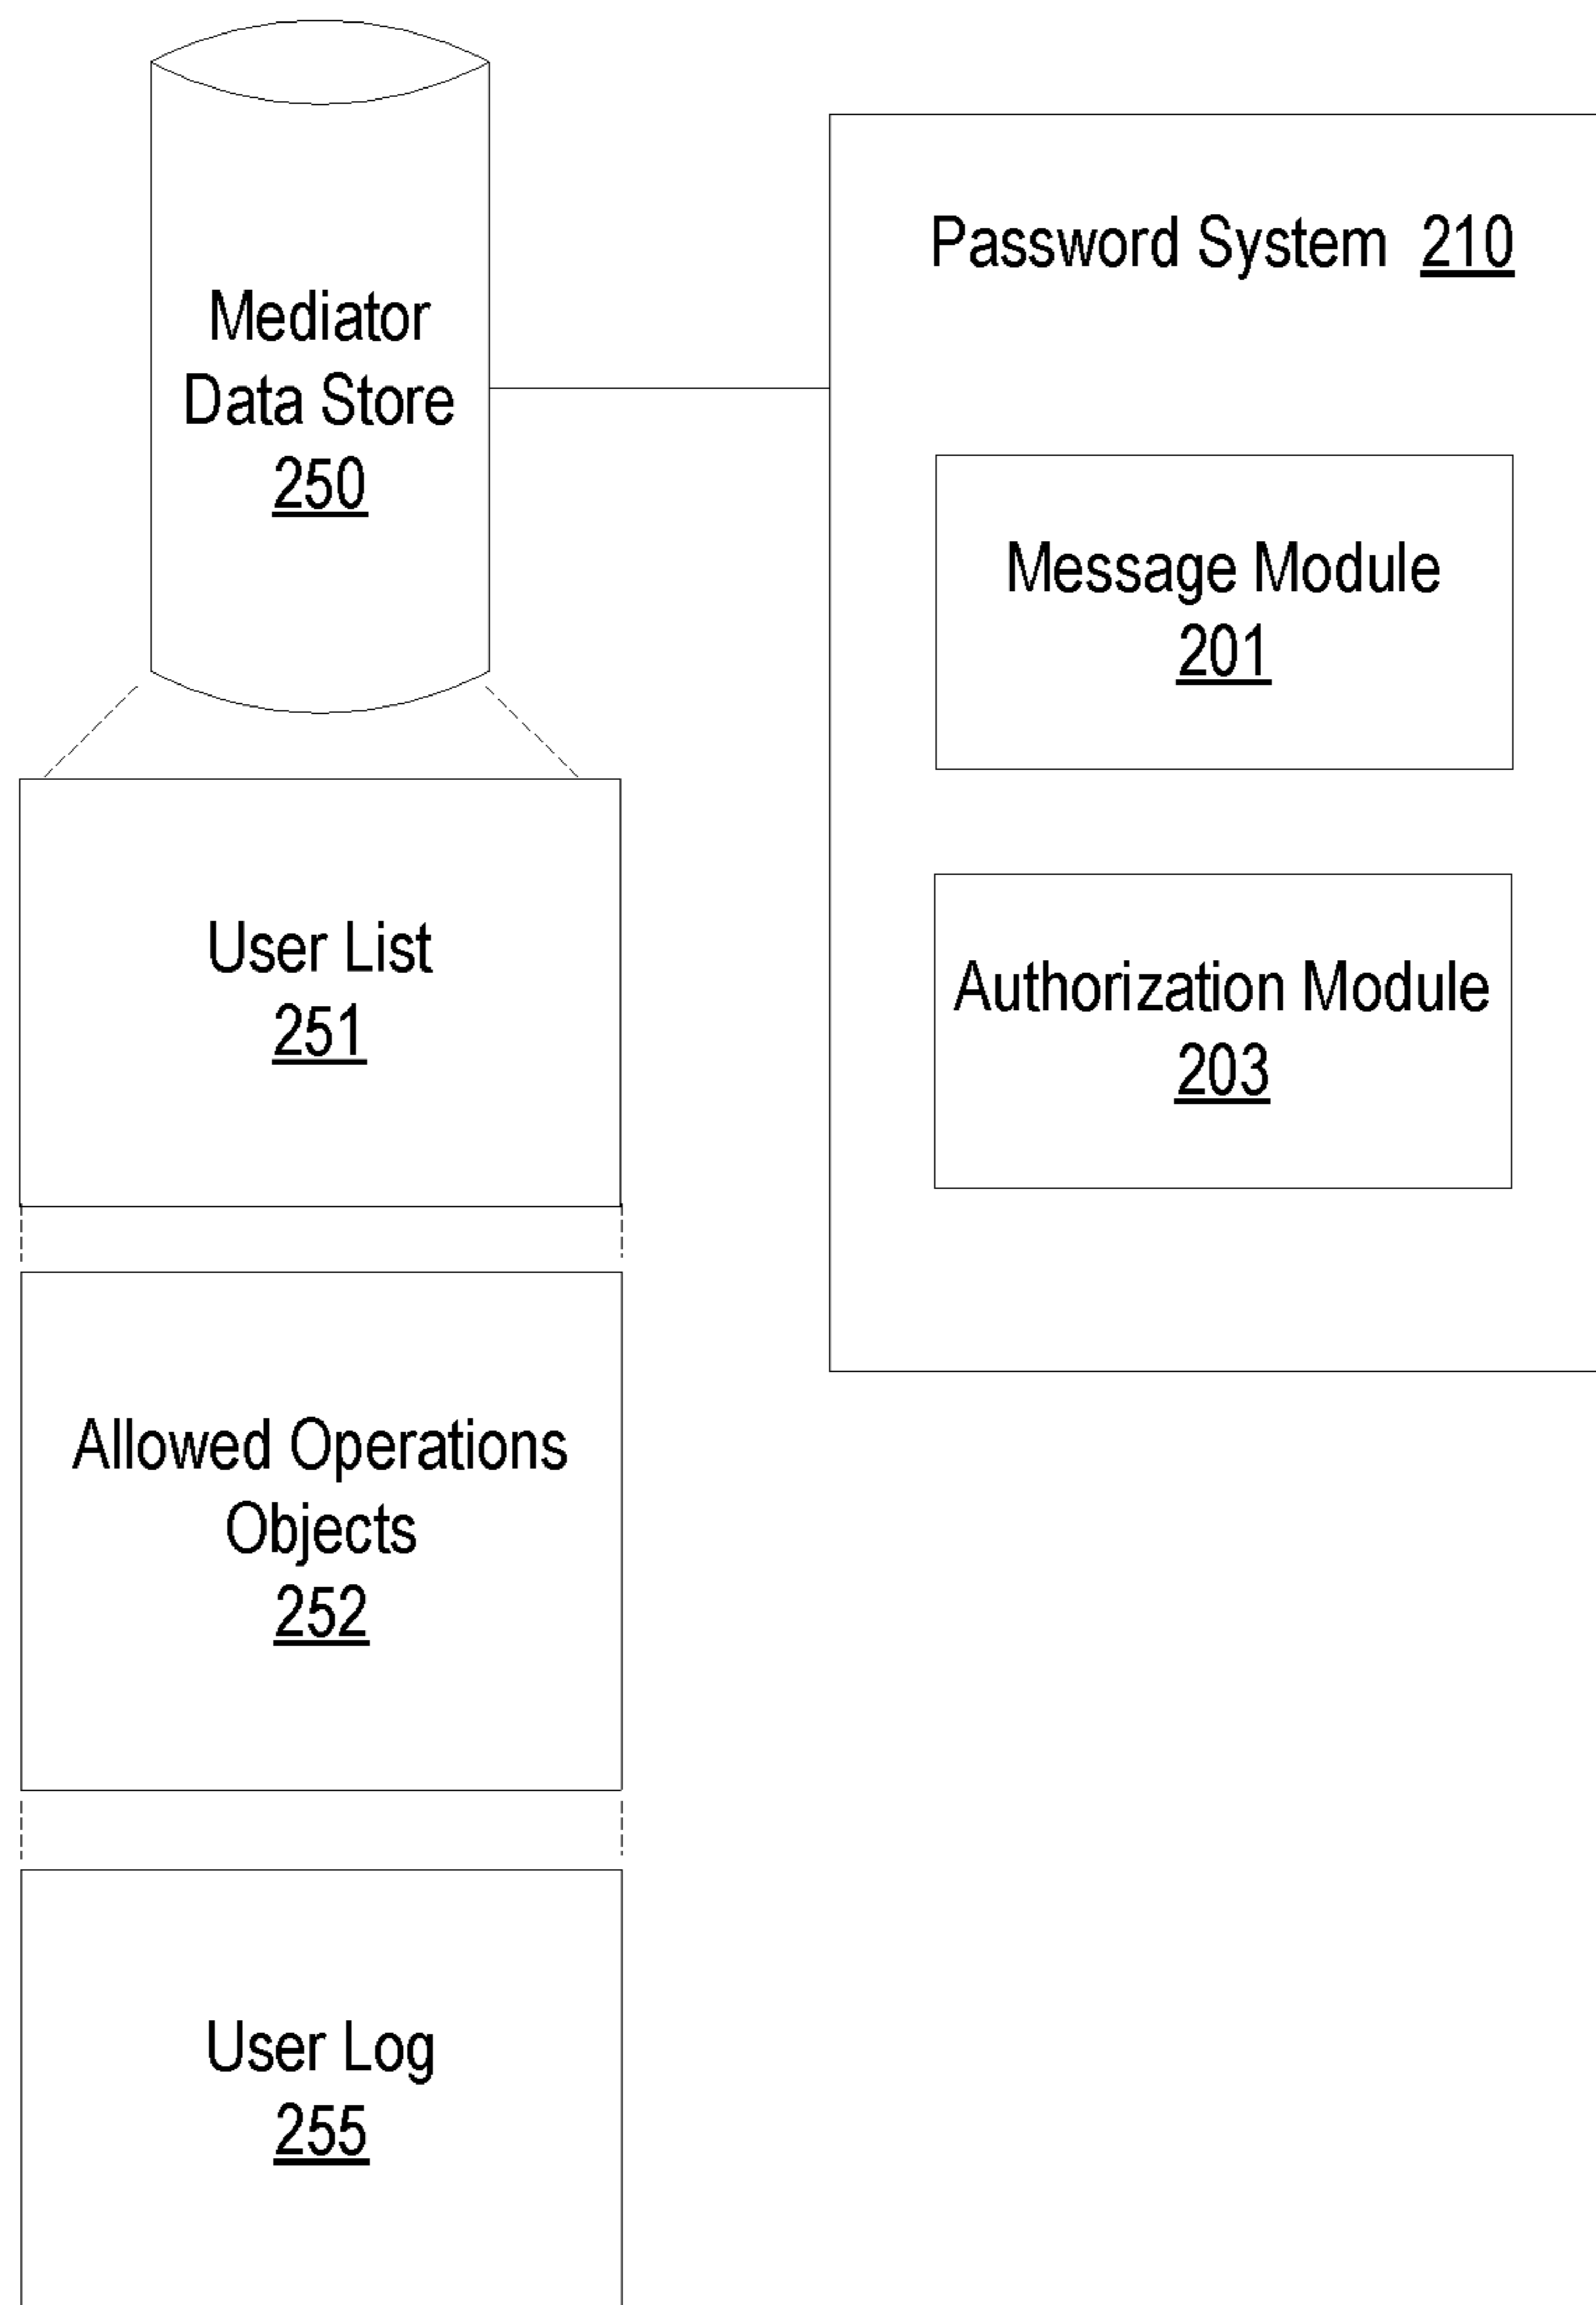 Mediator
Data Store
250
Password System 210
Message Module
201
Authorization Module
203
User List
251
Allowed Operations
Objects
252
User Log
255